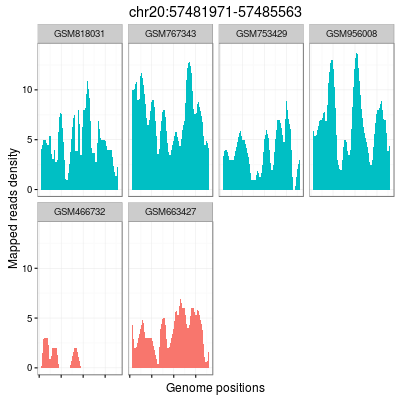 chr20:57481971-57485563
GSM818031 GSM767343 GSM753429 GSM956008
10
5
0
GSM466732 GSM663427
10
5
0
Mapped reads density
Genome positions